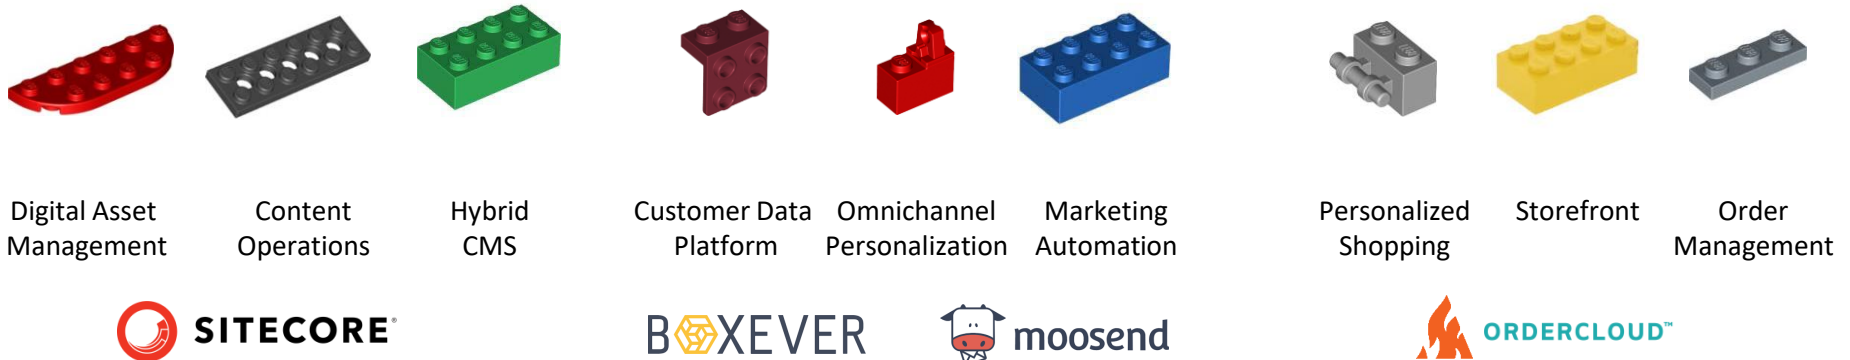 Digital Asset
Management
Content
Operations
Hybrid
CMS
Customer Data
Platform
Omnichannel
Personalization
Marketing
Automation
Personalized
Shopping
Storefront
Order
Management
SITECORE®
BOXEVER
moosend
ORDERCLOUD™